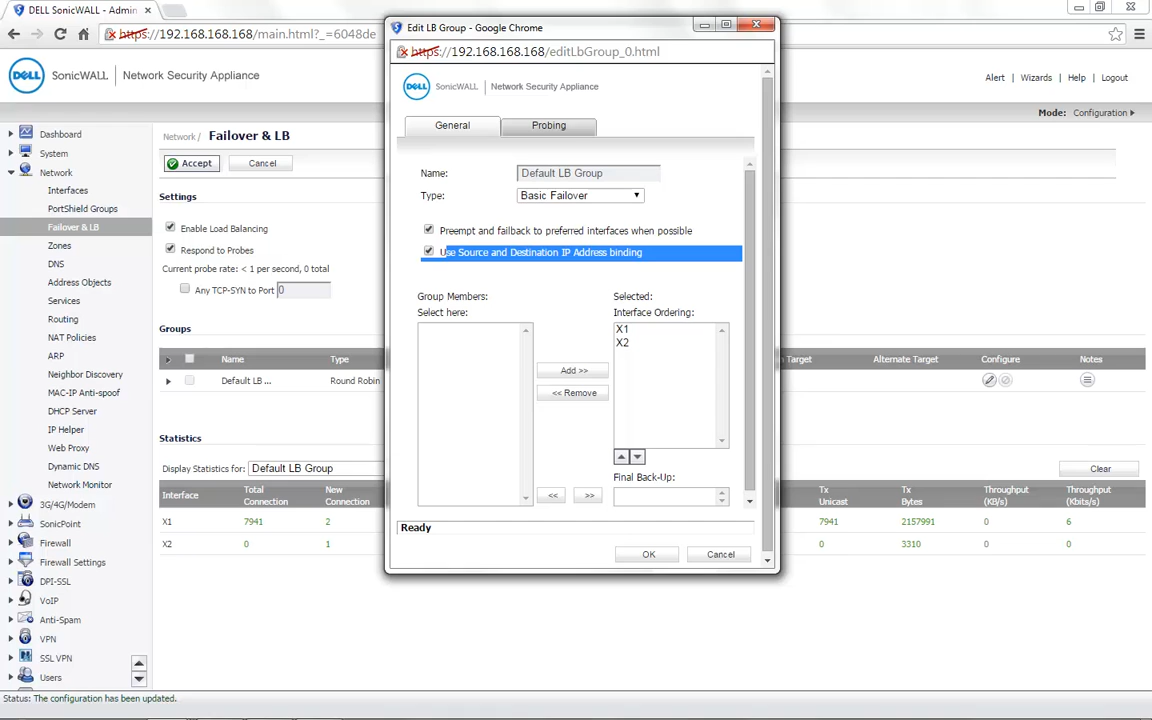 DELL SonicWALL - Admin ×
https://192.168.168.168/main.html?_=6048de
DELL SonicWALL | Network Security Appliance
Alert | Wizards | Help | Logout
Mode: Configuration ▶
Dashboard
System
Network
Interfaces
PortShield Groups
Failover & LB
Zones
DNS
Address Objects
Services
Routing
NAT Policies
ARP
Neighbor Discovery
MAC-IP Anti-spoof
DHCP Server
IP Helper
Web Proxy
Dynamic DNS
Network Monitor
3G/4G/Modem
SonicPoint
Firewall
Firewall Settings
DPI-SSL
VoIP
Anti-Spam
VPN
SSL VPN
Users
Network / Failover & LB
Accept Cancel
Settings
Enable Load Balancing
Respond to Probes
Current probe rate: < 1 per second, 0 total
Any TCP-SYN to Port 0
Groups
Name Type n Target Alternate Target Configure Notes
Default LB ... Round Robin
Statistics
Display Statistics for: Default LB Group Clear
Interface Total Connection New Connection Tx Unicast Tx Bytes Throughput (KB/s) Throughput (Kbits/s)
X1 7941 2 7941 2157991 0 6
X2 0 1 0 3310 0 0
Edit LB Group - Google Chrome
https://192.168.168.168/editLbGroup_0.html
DELL SonicWALL | Network Security Appliance
General Probing
Name: Default LB Group
Type: Basic Failover
Preempt and failback to preferred interfaces when possible
Use Source and Destination IP Address binding
Group Members: Selected:
Select here: Interface Ordering:
X1
X2
Add >>
<< Remove
Final Back-Up:
<< >>
Ready
OK Cancel
Status: The configuration has been updated.